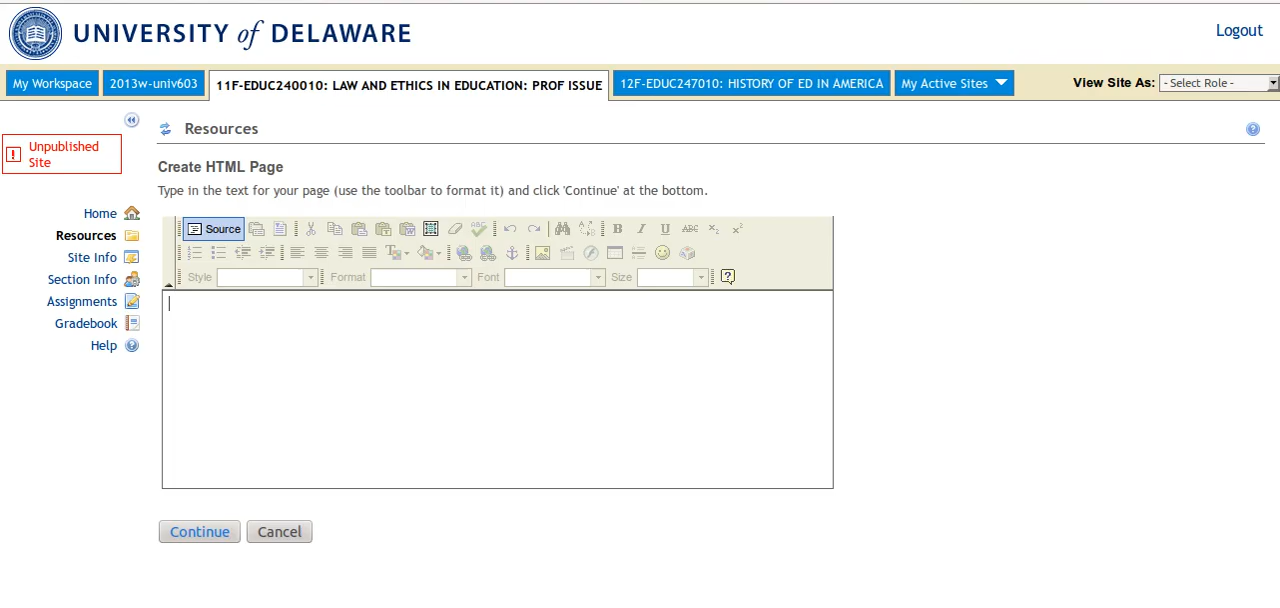 UNIVERSITY of DELAWARE
Logout
My Workspace
2013w-univ603
11F-EDUC240010: LAW AND ETHICS IN EDUCATION: PROF ISSUE
12F-EDUC247010: HISTORY OF ED IN AMERICA
My Active Sites
View Site As:
- Select Role -
Unpublished
Site
Home
Resources
Site Info
Section Info
Assignments
Gradebook
Help
Resources
Create HTML Page
Type in the text for your page (use the toolbar to format it) and click 'Continue' at the bottom.
Source
B I U ABC X₂ X²
Style Format Font Size
Continue Cancel